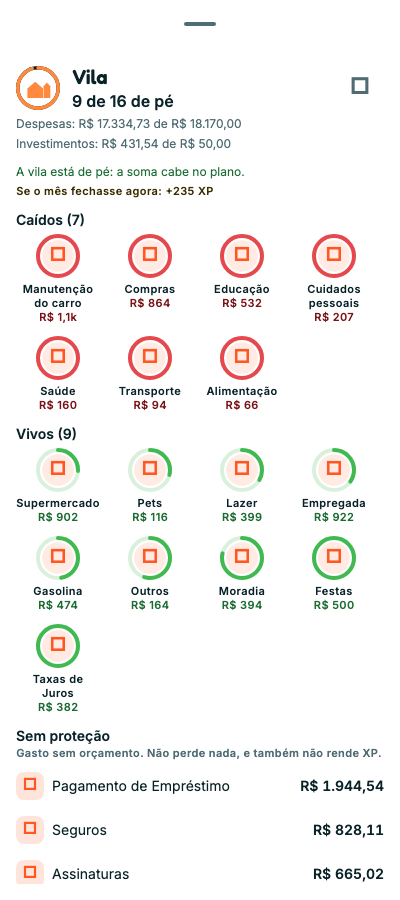 Vila
9 de 16 de pé
Despesas: R$ 17.334,73 de R$ 18.170,00
Investimentos: R$ 431,54 de R$ 50,00
A vila está de pé: a soma cabe no plano.
Se o mês fechasse agora: +235 XP
Caídos (7)
Manutenção do carro R$ 1,1k
Compras R$ 864
Educação R$ 532
Cuidados pessoais R$ 207
Saúde R$ 160
Transporte R$ 94
Alimentação R$ 66
Vivos (9)
Supermercado R$ 902
Pets R$ 116
Lazer R$ 399
Empregada R$ 922
Gasolina R$ 474
Outros R$ 164
Moradia R$ 394
Festas R$ 500
Taxas de Juros R$ 382
Sem proteção
Gasto sem orçamento. Não perde nada, e também não rende XP.
Pagamento de Empréstimo R$ 1.944,54
Seguros R$ 828,11
Assinaturas R$ 665,02